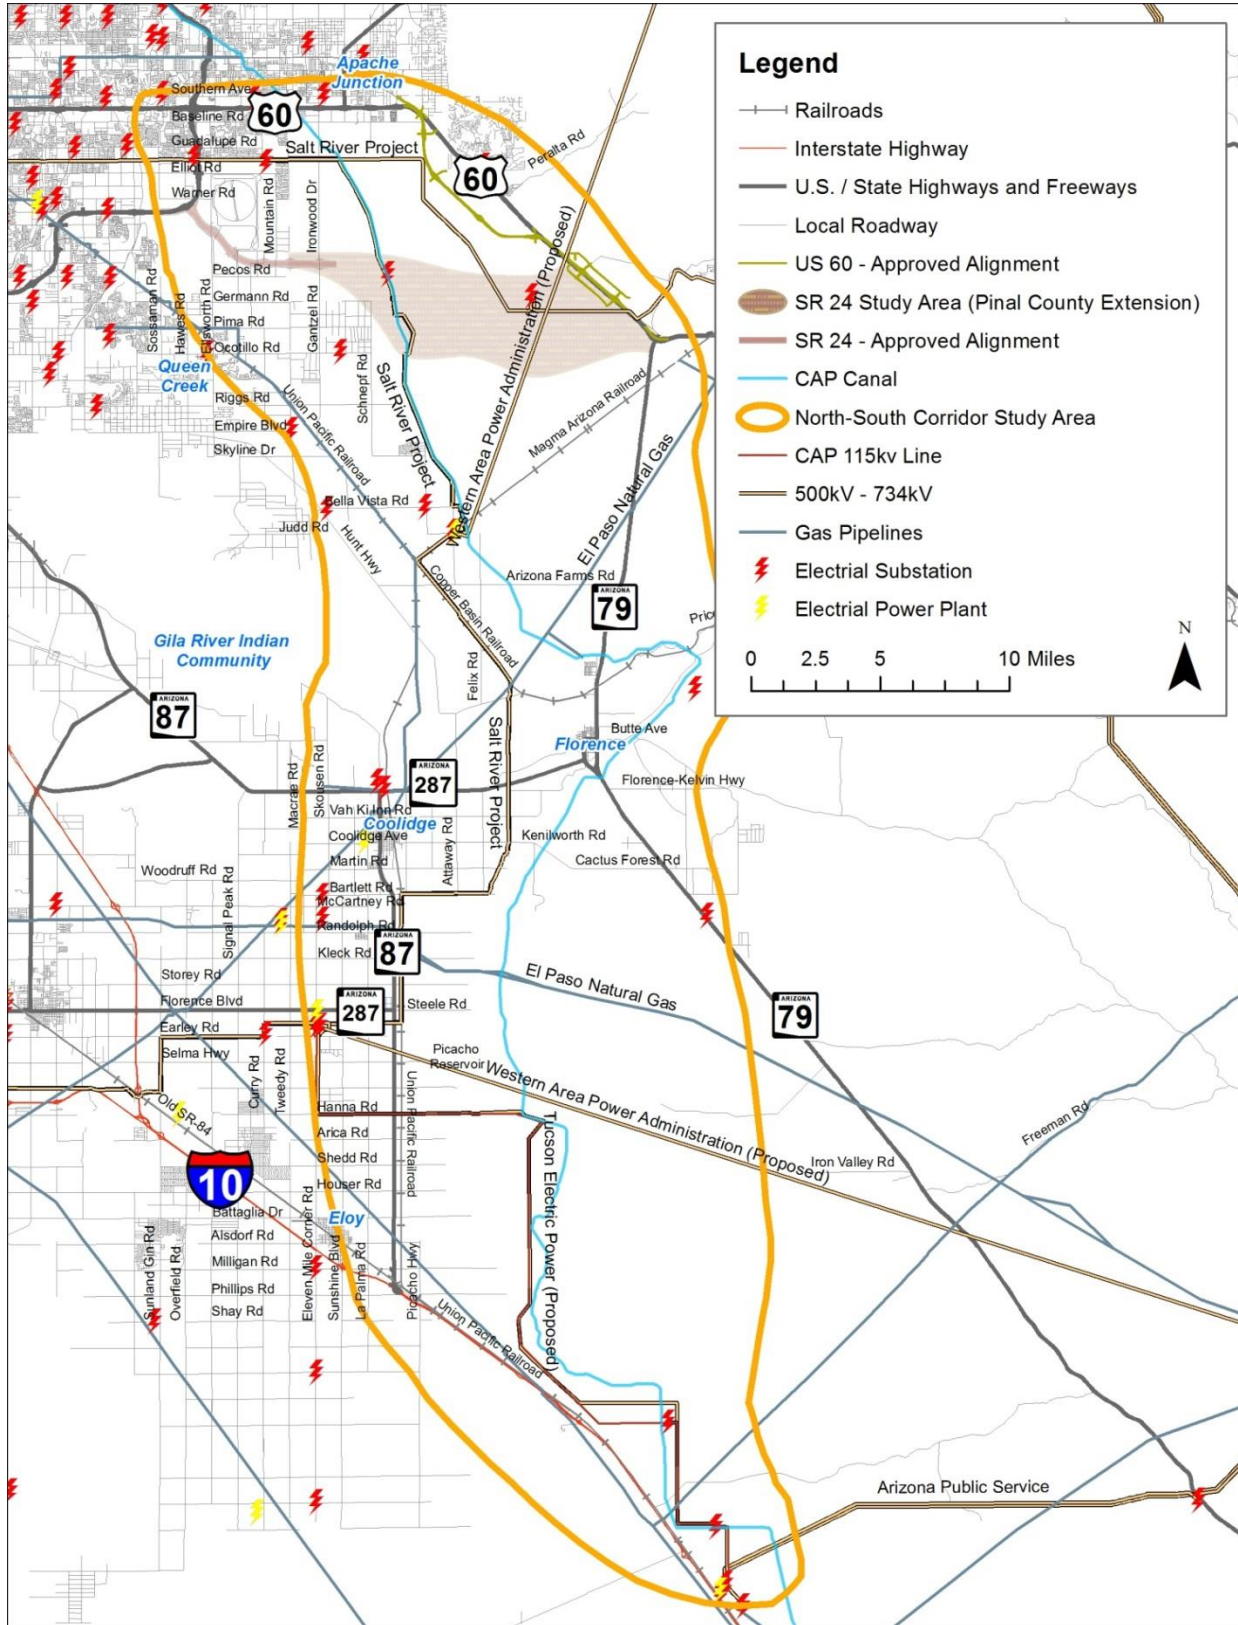 Legend
Railroads
Interstate Highway
U.S. / State Highways and Freeways
Local Roadway
US 60 - Approved Alignment
SR 24 Study Area (Pinal County Extension)
SR 24 - Approved Alignment
CAP Canal
North-South Corridor Study Area
CAP 115kv Line
500kV - 734kV
Gas Pipelines
Electrial Substation
Electrial Power Plant
0 2.5 5 10 Miles
N
Apache
Junction
Southern Ave
60
Baseline Rd
Guadalupe Rd
Salt River Project
Peralta Rd
Elliot Rd
60
Warner Rd
Mountain Rd
Ironwood Dr
Pecos Rd
Germann Rd
Gantzel Rd
Sossaman Rd
Hawes Rd
Ellsworth Rd
Pima Rd
Ocotillo Rd
Queen
Creek
Schnepf Rd
Riggs Rd
Union Pacific Railroad
Empire Blvd
Skyline Dr
Salt River Project
Western Area Power Administration (Proposed)
Magma Arizona Railroad
El Paso Natural Gas
Bella Vista Rd
Judd Rd
Hunt Hwy
Arizona Farms Rd
Copper Basin Railroad
ARIZONA
79
Gila River Indian
Community
Felix Rd
ARIZONA
87
Butte Ave
Florence
Salt River Project
Macrae Rd
Skousen Rd
ARIZONA
287
Florence-Kelvin Hwy
Vah Ki Inn Rd
Coolidge
Coolidge Ave
Attaway Rd
Kenilworth Rd
Martin Rd
Cactus Forest Rd
Woodruff Rd
Signal Peak Rd
Bartlett Rd
McCartney Rd
Randolph Rd
ARIZONA
87
Kleck Rd
Storey Rd
El Paso Natural Gas
Florence Blvd
ARIZONA
287
Steele Rd
ARIZONA
79
Earley Rd
Selma Hwy
Picacho
Reservoir
Western Area Power Administration (Proposed)
Curry Rd
Tweedy Rd
Old SR-84
Hanna Rd
Union Pacific Railroad
Tucson Electric Power (Proposed)
Freeman Rd
Arica Rd
Shedd Rd
Iron Valley Rd
10
Houser Rd
Battaglia Dr
Eloy
Alsdorf Rd
Milligan Rd
Phillips Rd
Shay Rd
Sunland Gin Rd
Overfield Rd
Eleven Mile Corner Rd
Sunshine Blvd
La Palma Rd
Picacho Hwy
Union Pacific Railroad
Arizona Public Service